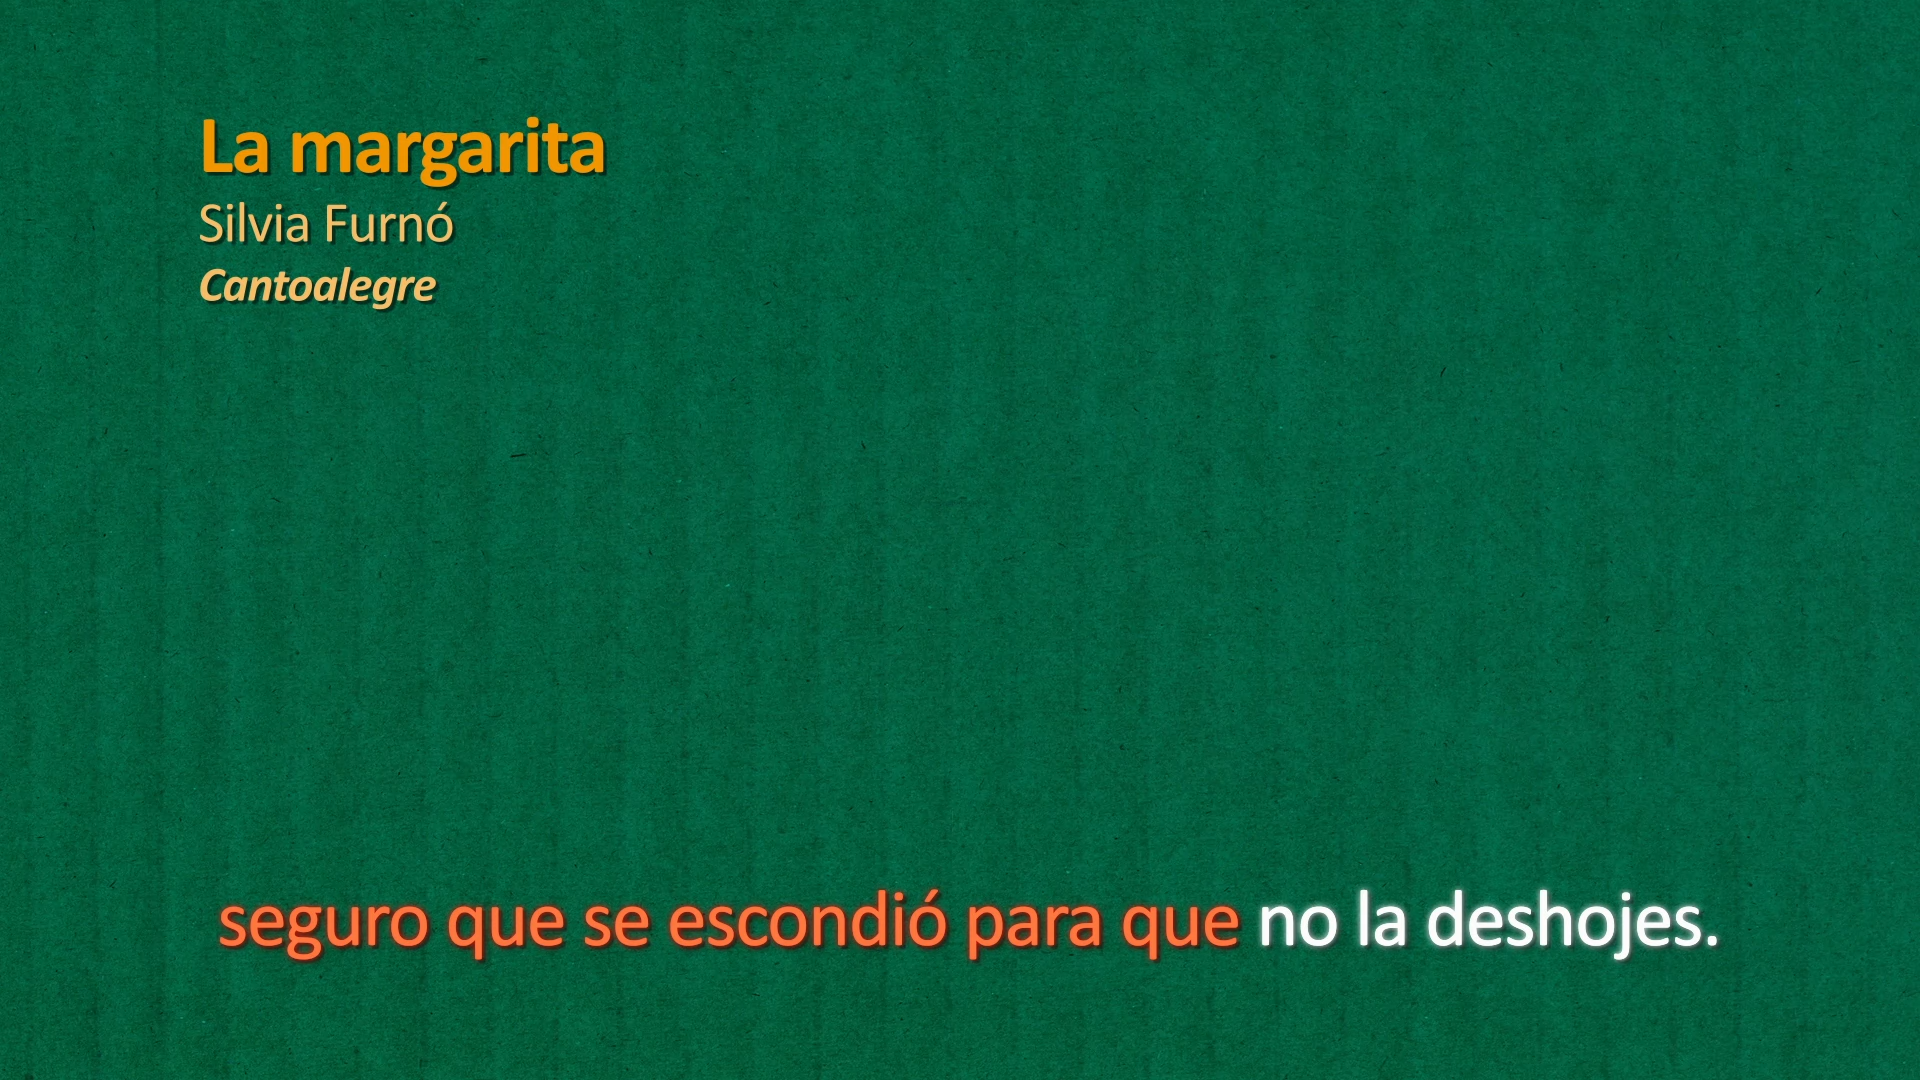 La margarita
Silvia Furnó
Cantoalegre
seguro que se escondió para que no la deshojes.